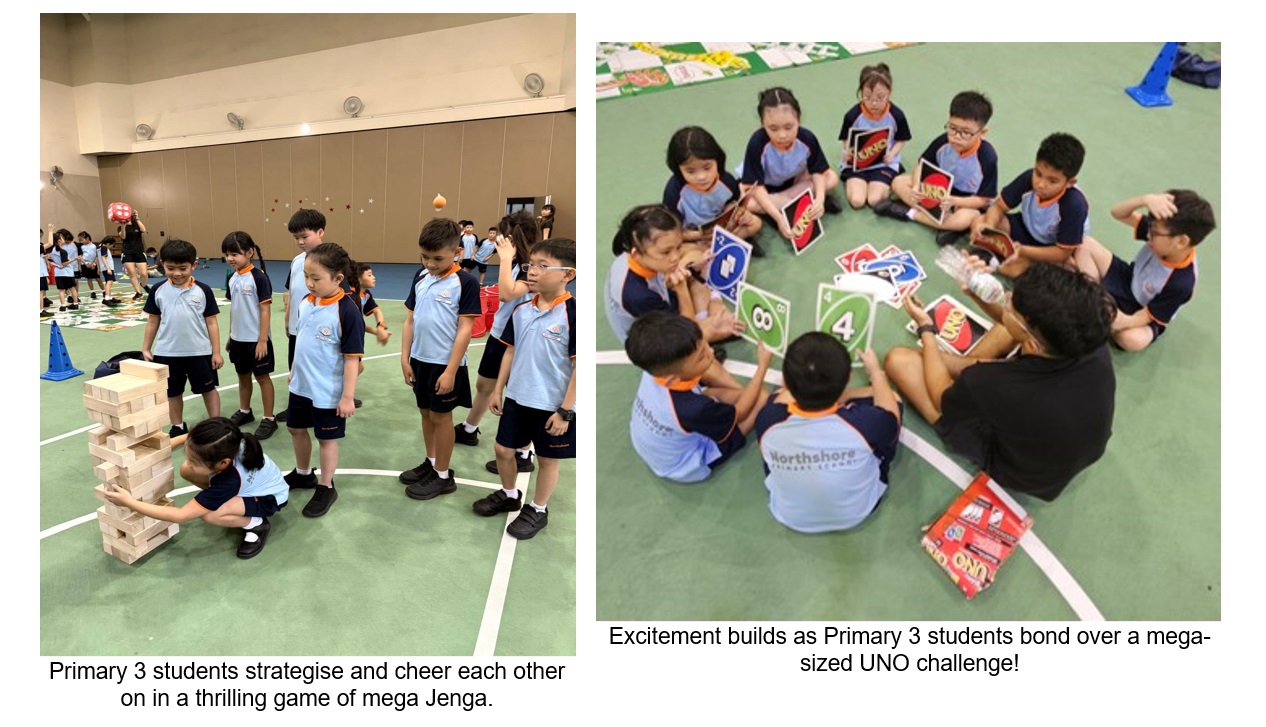 Primary 3 students strategise and cheer each other
on in a thrilling game of mega Jenga.
UNO
UNO
UNO
8
4
UNO
Northshore
PRIMARY SCHOOL
UNO
Excitement builds as Primary 3 students bond over a mega-
sized UNO challenge!